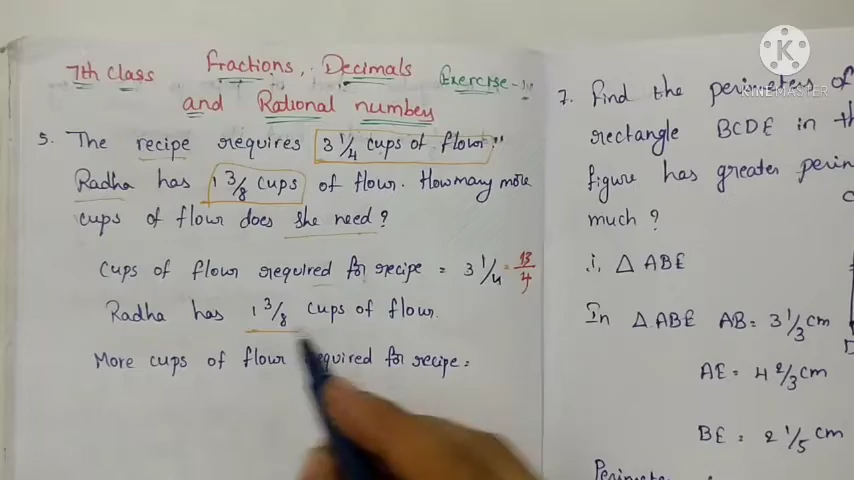 7th Class Fractions, Decimals Exercise-1
and Rational numbers
5. The recipe requires 3 1/4 cups of flour"
Radha has 1 3/8 cups of flour. How many more
cups of flour does she need?
Cups of flour required for recipe = 3 1/4 = 13/4
Radha has 1 3/8 cups of flour.
More cups of flour required for recipe =
7. Find the perimeters of
rectangle BCDE in th
figure has greater perim
much?
∴ △ ABE
In △ ABE AB = 3 1/3 cm
AE = 4 2/3 cm
BE = 2 1/5 cm
Perimete
K
KINEMASTER